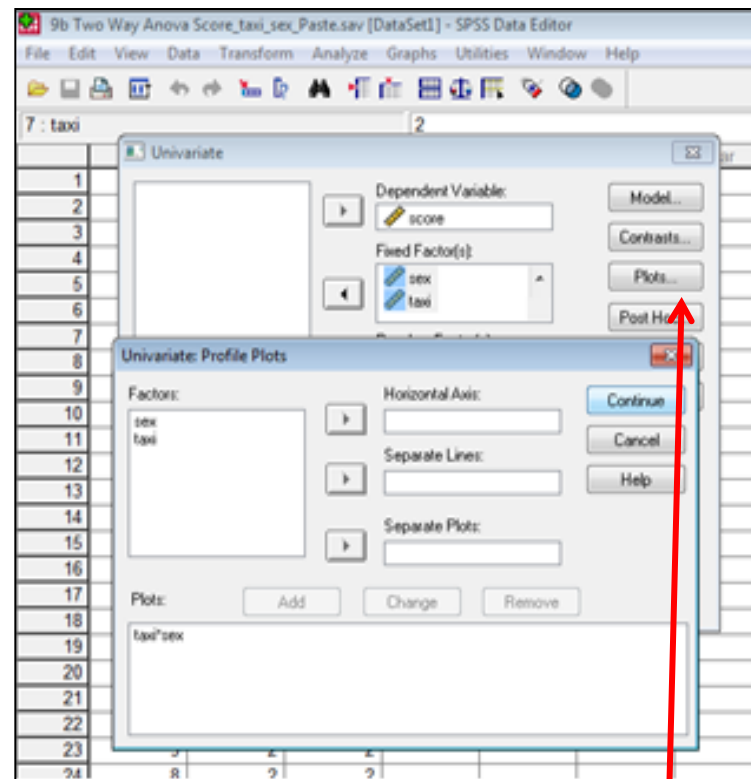 9b Two Way Anova Score_taxi_sex_Paste.sav [DataSet1] - SPSS Data Editor
File Edit View Data Transform Analyze Graphs Utilities Window Help
7 : taxi 2
Univariate
1
2
3
4
5
6
7
8
9
10
11
12
13
14
15
16
17
18
19
20
21
22
23
24 8 2 2
Dependent Variable:
score
Fixed Factor(s):
sex
taxi
Model...
Contrasts...
Plots...
Post Ho
Univariate: Profile Plots
Factors:
sex
taxi
Horizontal Axis:
Separate Lines:
Separate Plots:
Continue
Cancel
Help
Plots:
Add Change Remove
taxi*sex